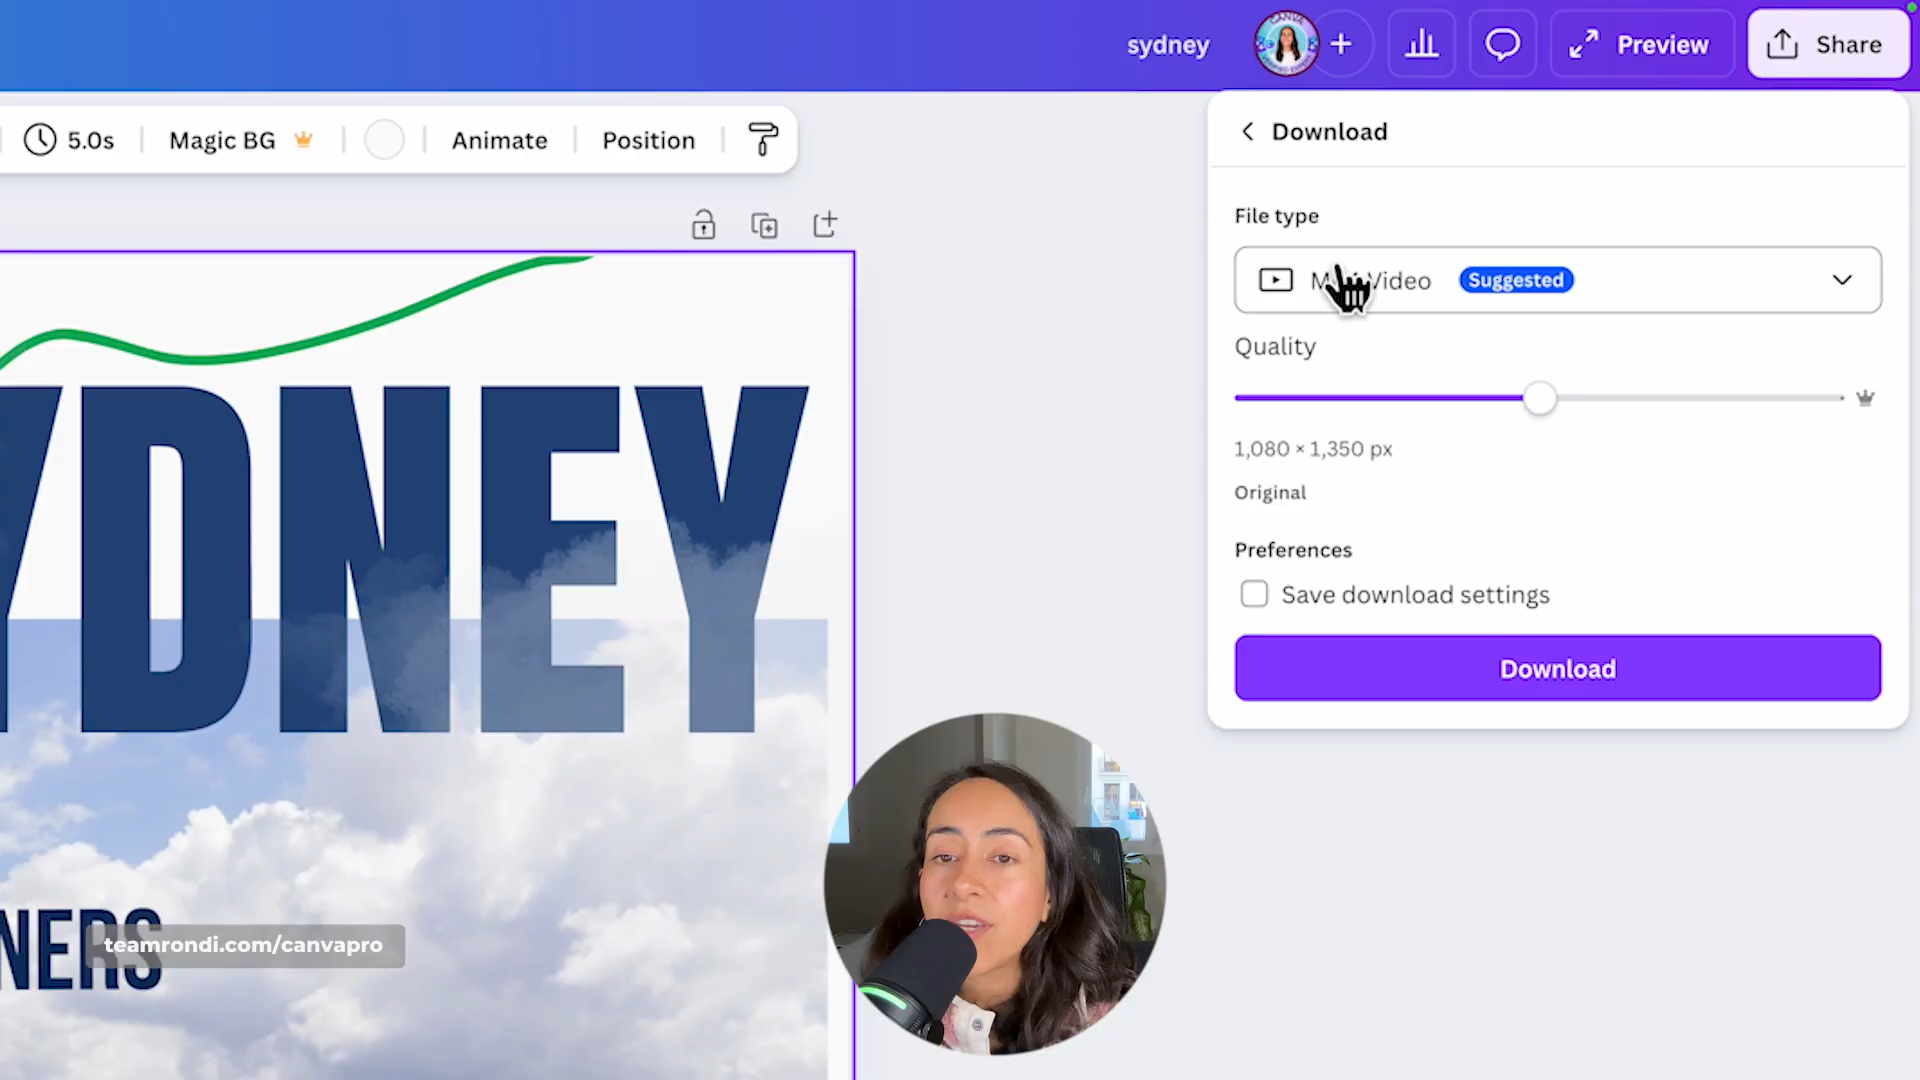 sydney
Preview
Share
5.0s
Magic BG
Animate
Position
Download
File type
Video
Suggested
Quality
1,080 × 1,350 px
Original
Preferences
Save download settings
Download
YDNEY
NERS
teamrondi.com/canvapro